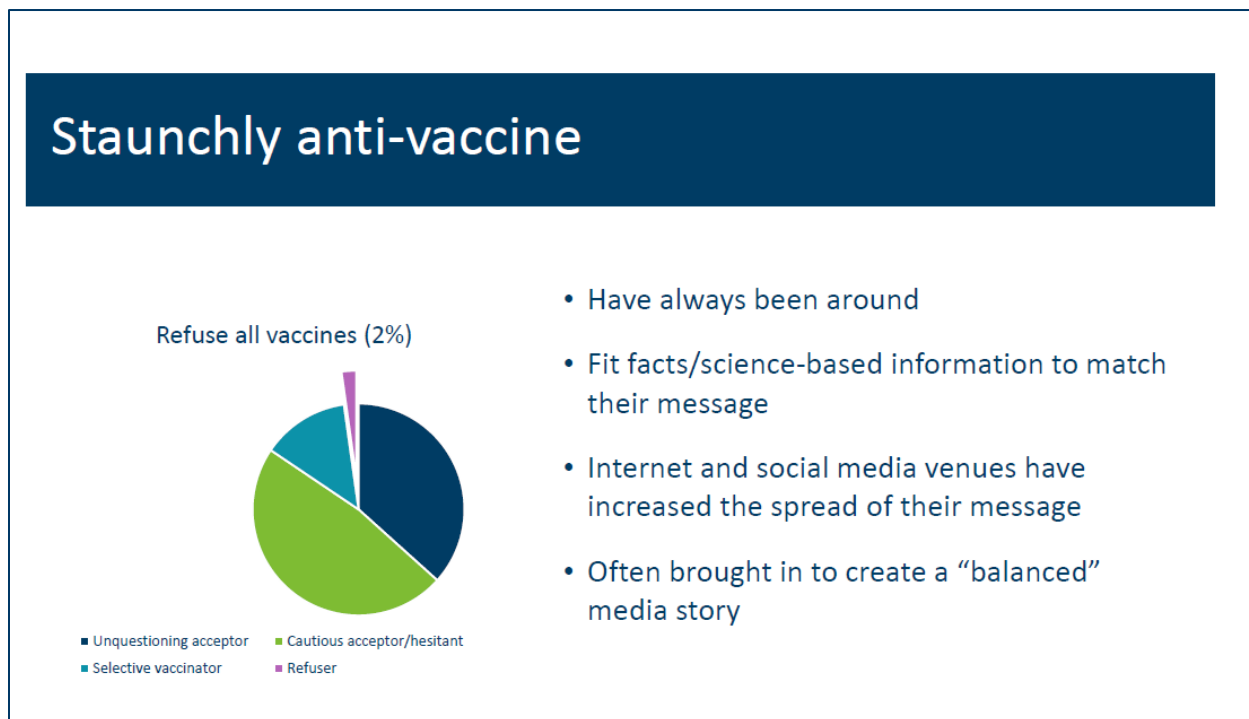 Staunchly anti-vaccine
Refuse all vaccines (2%)
■ Unquestioning acceptor
■ Cautious acceptor/hesitant
■ Selective vaccinator
■ Refuser
• Have always been around
• Fit facts/science-based information to match
their message
• Internet and social media venues have
increased the spread of their message
• Often brought in to create a “balanced”
media story